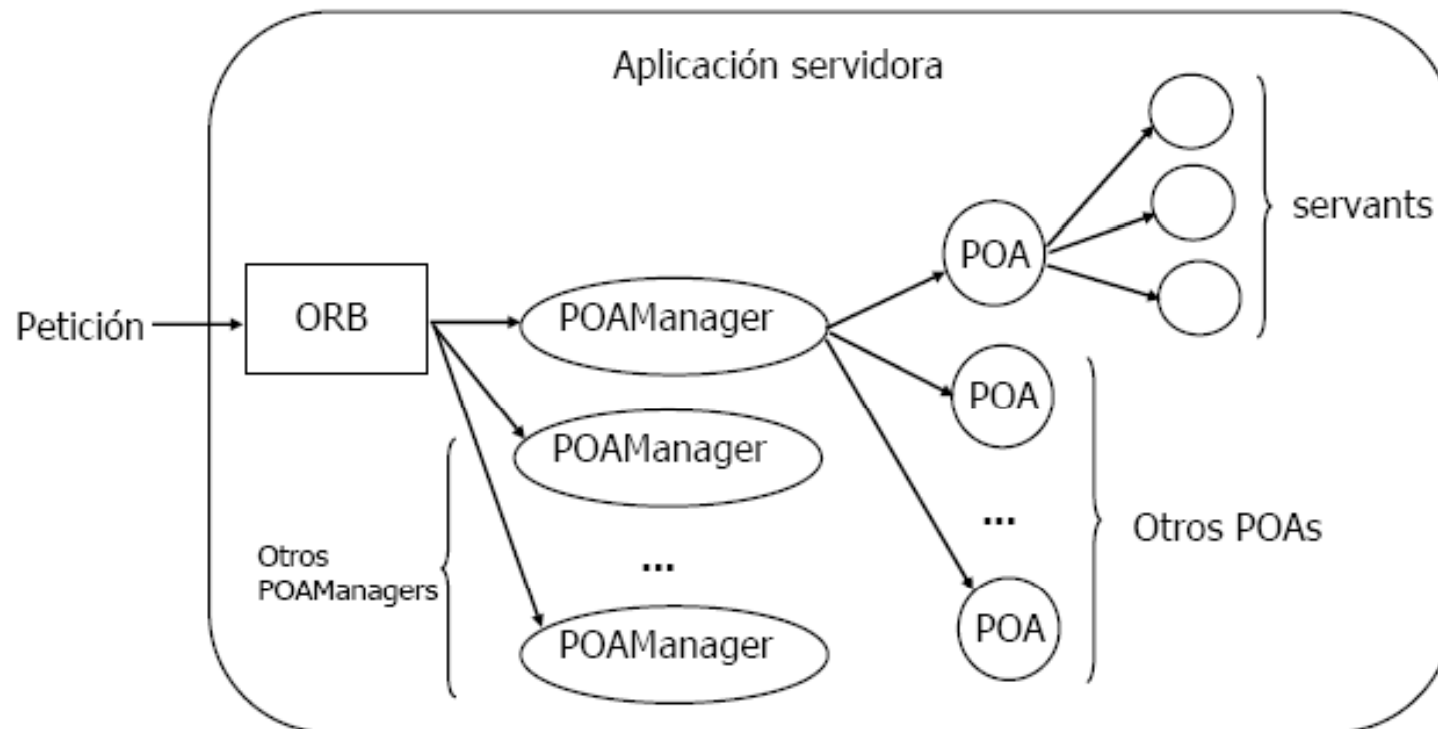 Aplicación servidora
servants
POA
Petición
ORB
POAManager
POA
POAManager
...
Otros POAs
Otros
POAManagers
...
POAManager
POA